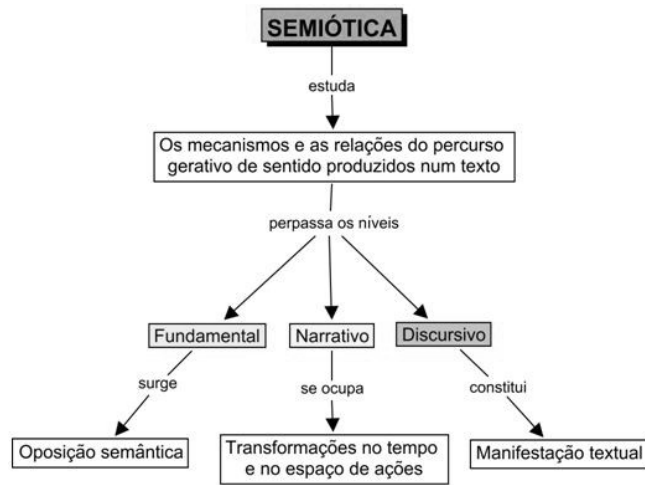 SEMIÓTICA
estuda
Os mecanismos e as relações do percurso
gerativo de sentido produzidos num texto
perpassa os níveis
Fundamental
Narrativo
Discursivo
surge
se ocupa
constitui
Oposição semântica
Transformações no tempo
e no espaço de ações
Manifestação textual